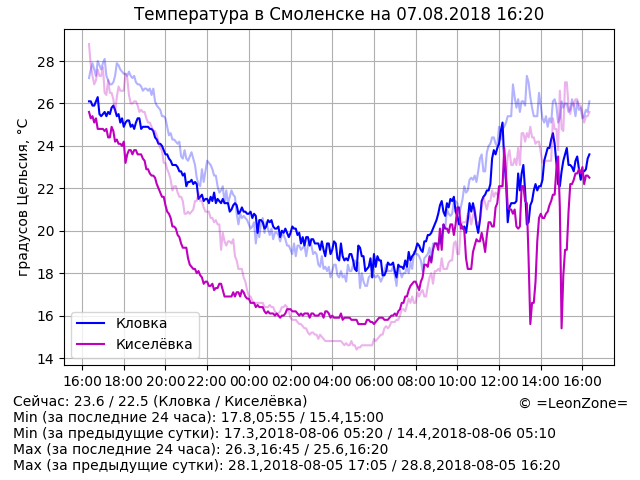 Температура в Смоленске на 07.08.2018 16:20
градусов Цельсия, °C
28
26
24
22
20
18
16
14
Кловка
Киселёвка
16:00 18:00 20:00 22:00 00:00 02:00 04:00 06:00 08:00 10:00 12:00 14:00 16:00
Сейчас: 23.6 / 22.5 (Кловка / Киселёвка)
© =LeonZone=
Min (за последние 24 часа): 17.8,05:55 / 15.4,15:00
Min (за предыдущие сутки): 17.3,2018-08-06 05:20 / 14.4,2018-08-06 05:10
Max (за последние 24 часа): 26.3,16:45 / 25.6,16:20
Max (за предыдущие сутки): 28.1,2018-08-05 17:05 / 28.8,2018-08-05 16:20